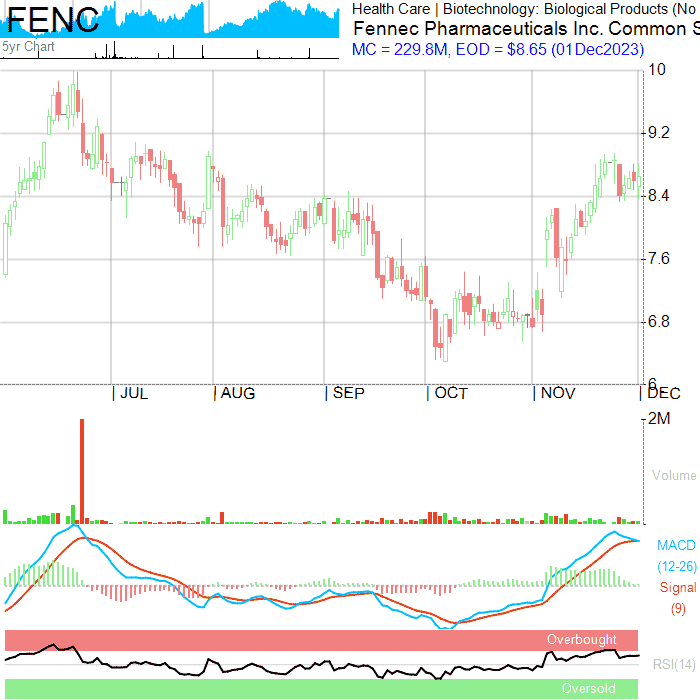 FENC
5yr Chart
Health Care | Biotechnology: Biological Products (No
Fennec Pharmaceuticals Inc. Common S
MC = 229.8M, EOD = $8.65 (01Dec2023)
10
9.2
8.4
7.6
6.8
6
| JUL | AUG | SEP | OCT | NOV | DEC
2M
Volume
MACD
(12-26)
Signal
(9)
Overbought
RSI(14)
Oversold